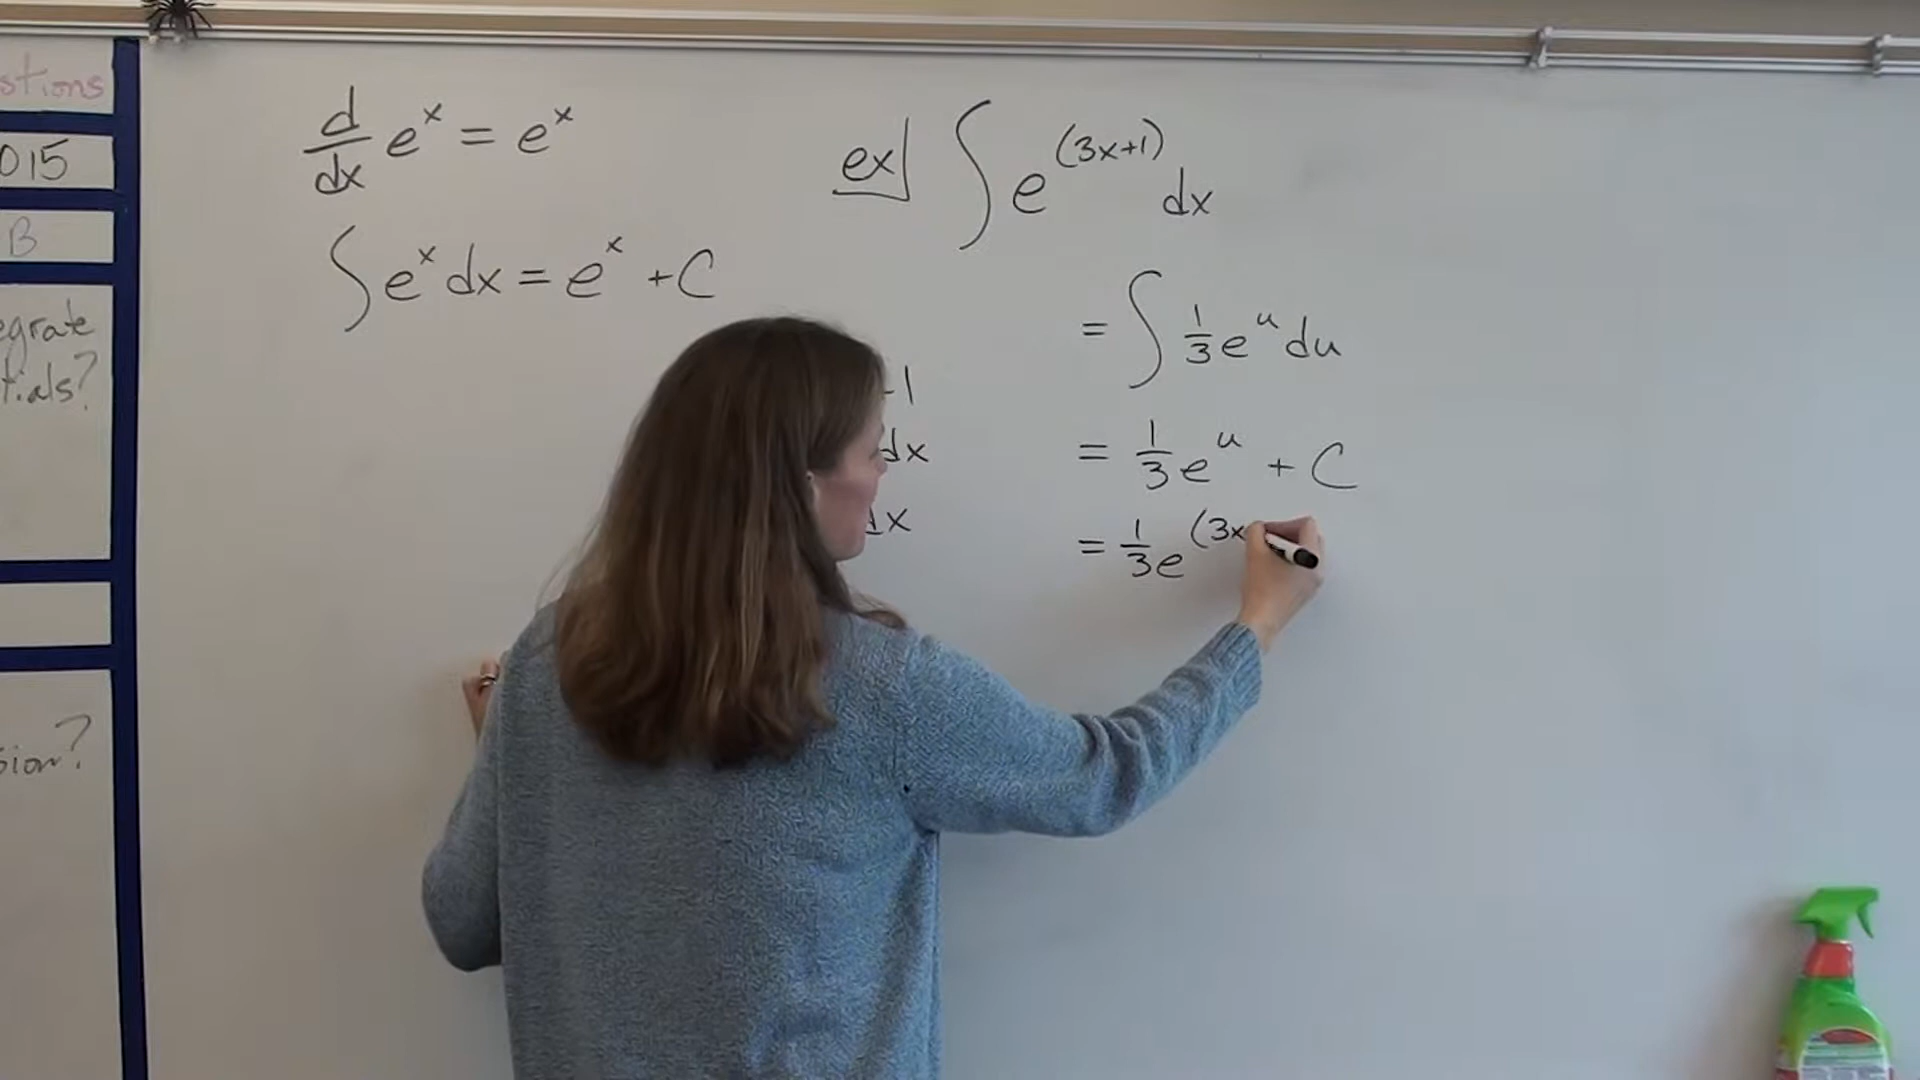 stions
015
B
egrate
tials?
sion?
d/dx e^x = e^x
∫ e^x dx = e^x + C
ex ∫ e^(3x+1) dx
= ∫ 1/3 e^u du
-1
dx
= 1/3 e^u + C
dx
= 1/3 e^(3x